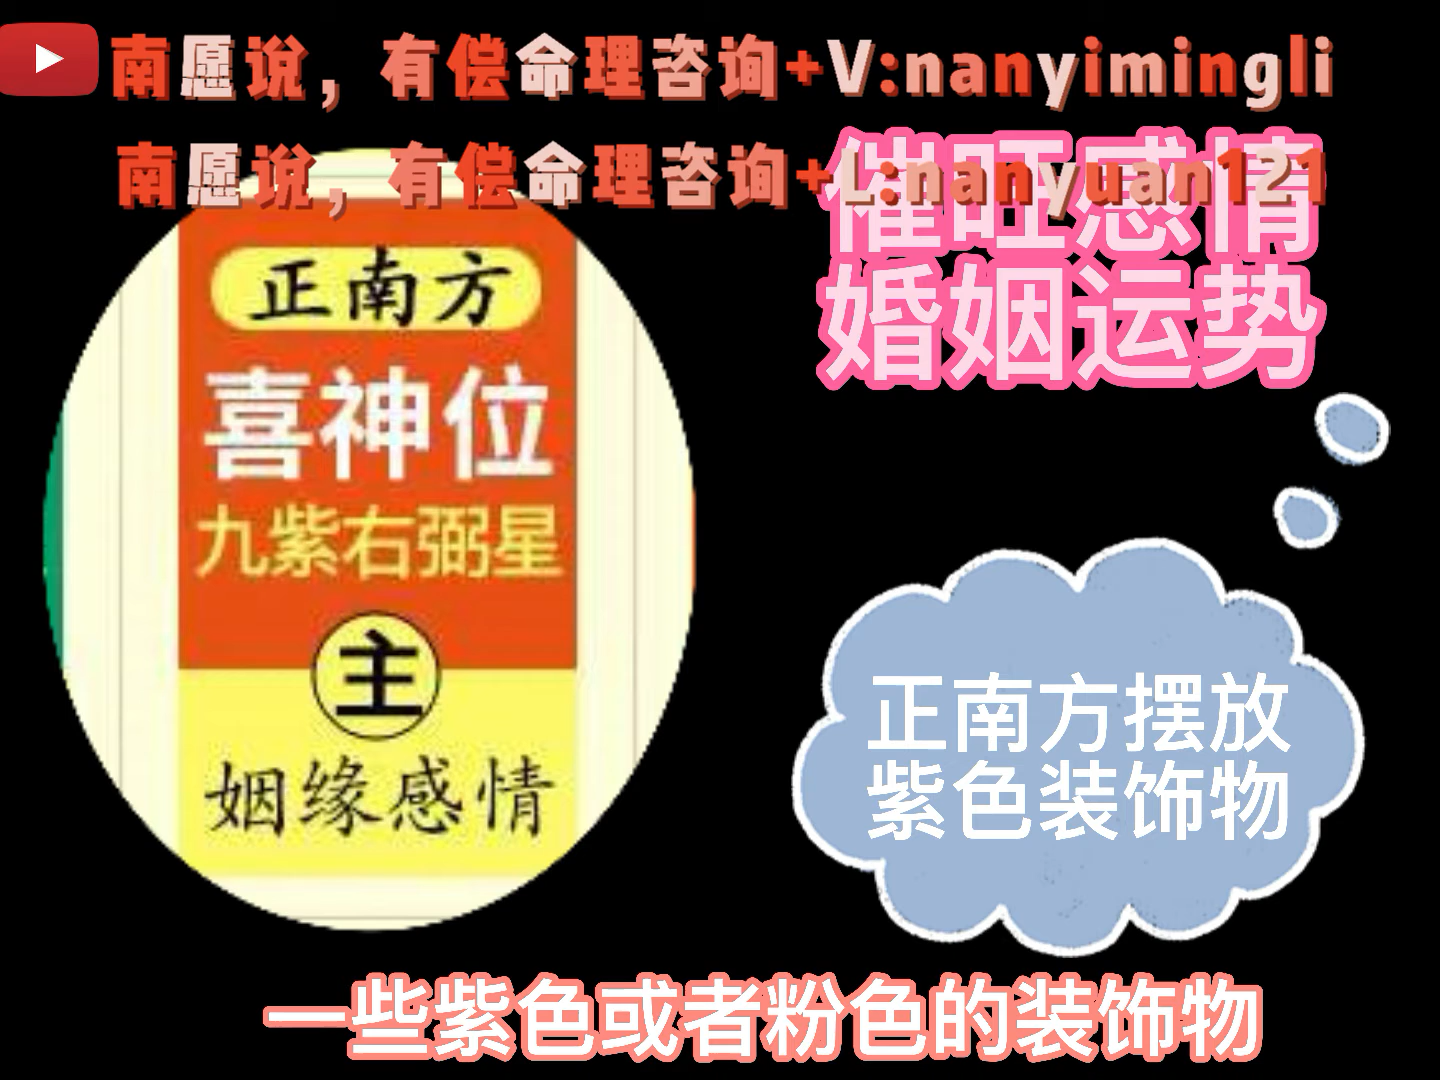 南愿说，有偿命理咨询+V:nanyimingli
南愿说，有偿命理咨询+L:nanyuan121
催旺感情
婚姻运势
正南方
喜神位
九紫右弼星
主
姻缘感情
正南方摆放
紫色装饰物
一些紫色或者粉色的装饰物